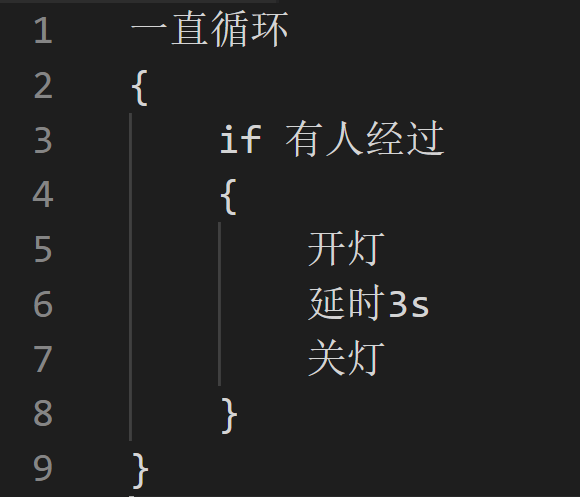 1 一直循环
2 {
3 if 有人经过
4 {
5 开灯
6 延时3s
7 关灯
8 }
9 }